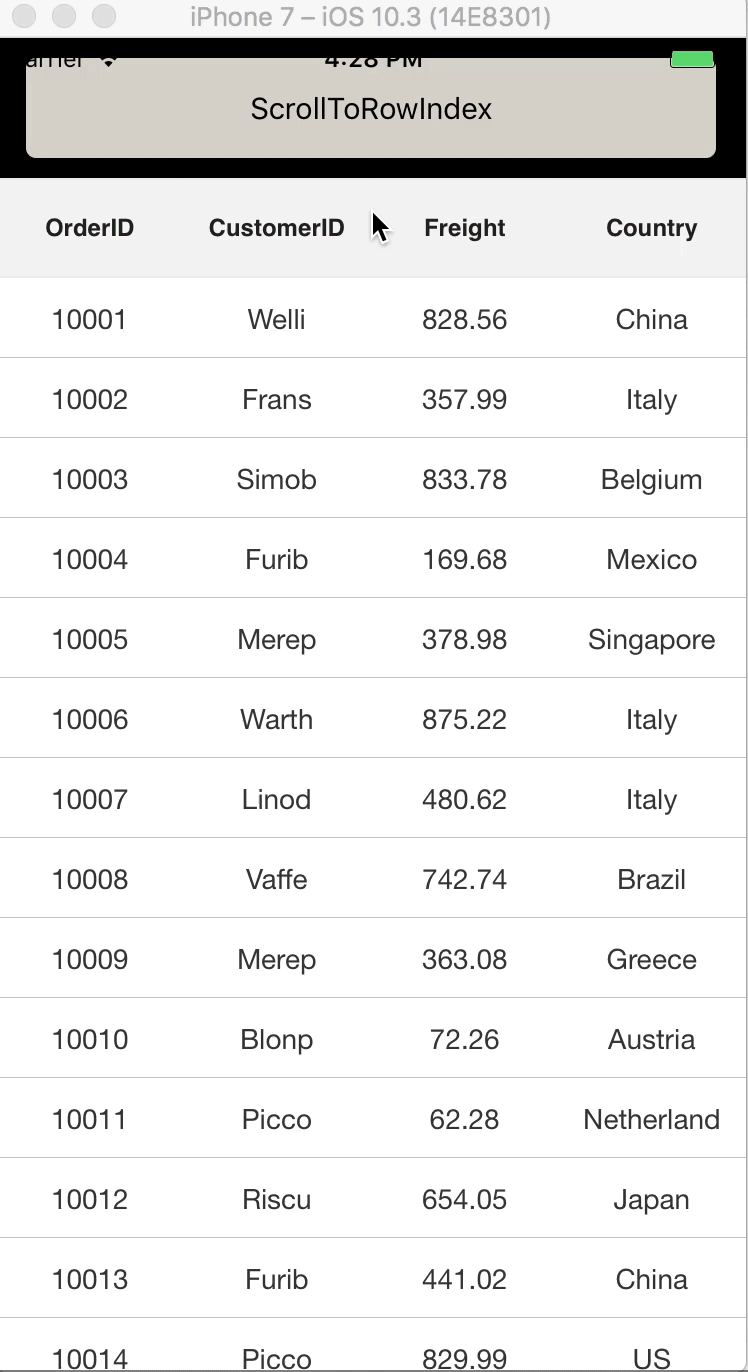 iPhone 7 – iOS 10.3 (14E8301)
4:28 PM
ScrollToRowIndex
OrderID CustomerID Freight Country
10001 Welli 828.56 China
10002 Frans 357.99 Italy
10003 Simob 833.78 Belgium
10004 Furib 169.68 Mexico
10005 Merep 378.98 Singapore
10006 Warth 875.22 Italy
10007 Linod 480.62 Italy
10008 Vaffe 742.74 Brazil
10009 Merep 363.08 Greece
10010 Blonp 72.26 Austria
10011 Picco 62.28 Netherland
10012 Riscu 654.05 Japan
10013 Furib 441.02 China
10014 Picco 829.99 US